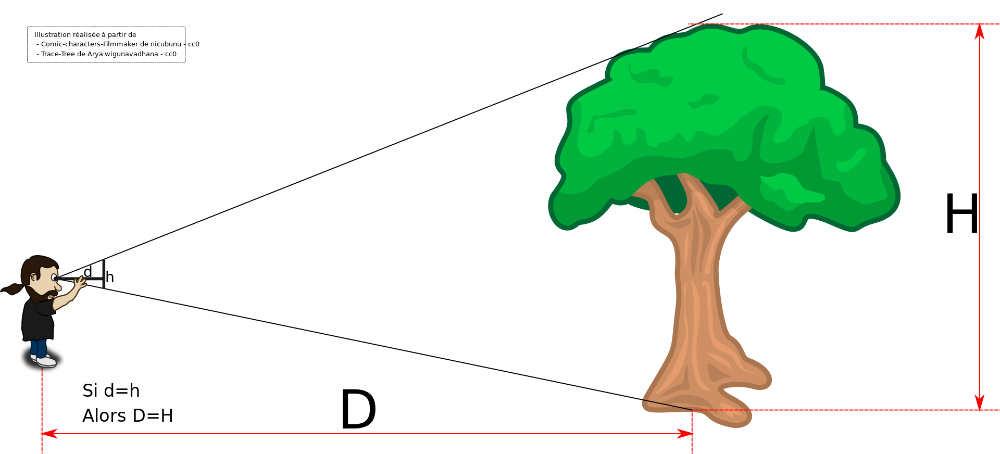 Illustration réalisée à partir de
- Comic-characters-Filmmaker de nicubunu - cc0
- Trace-Tree de Arya wigunavadhana - cc0
d
h
H
Si d=h
Alors D=H
D